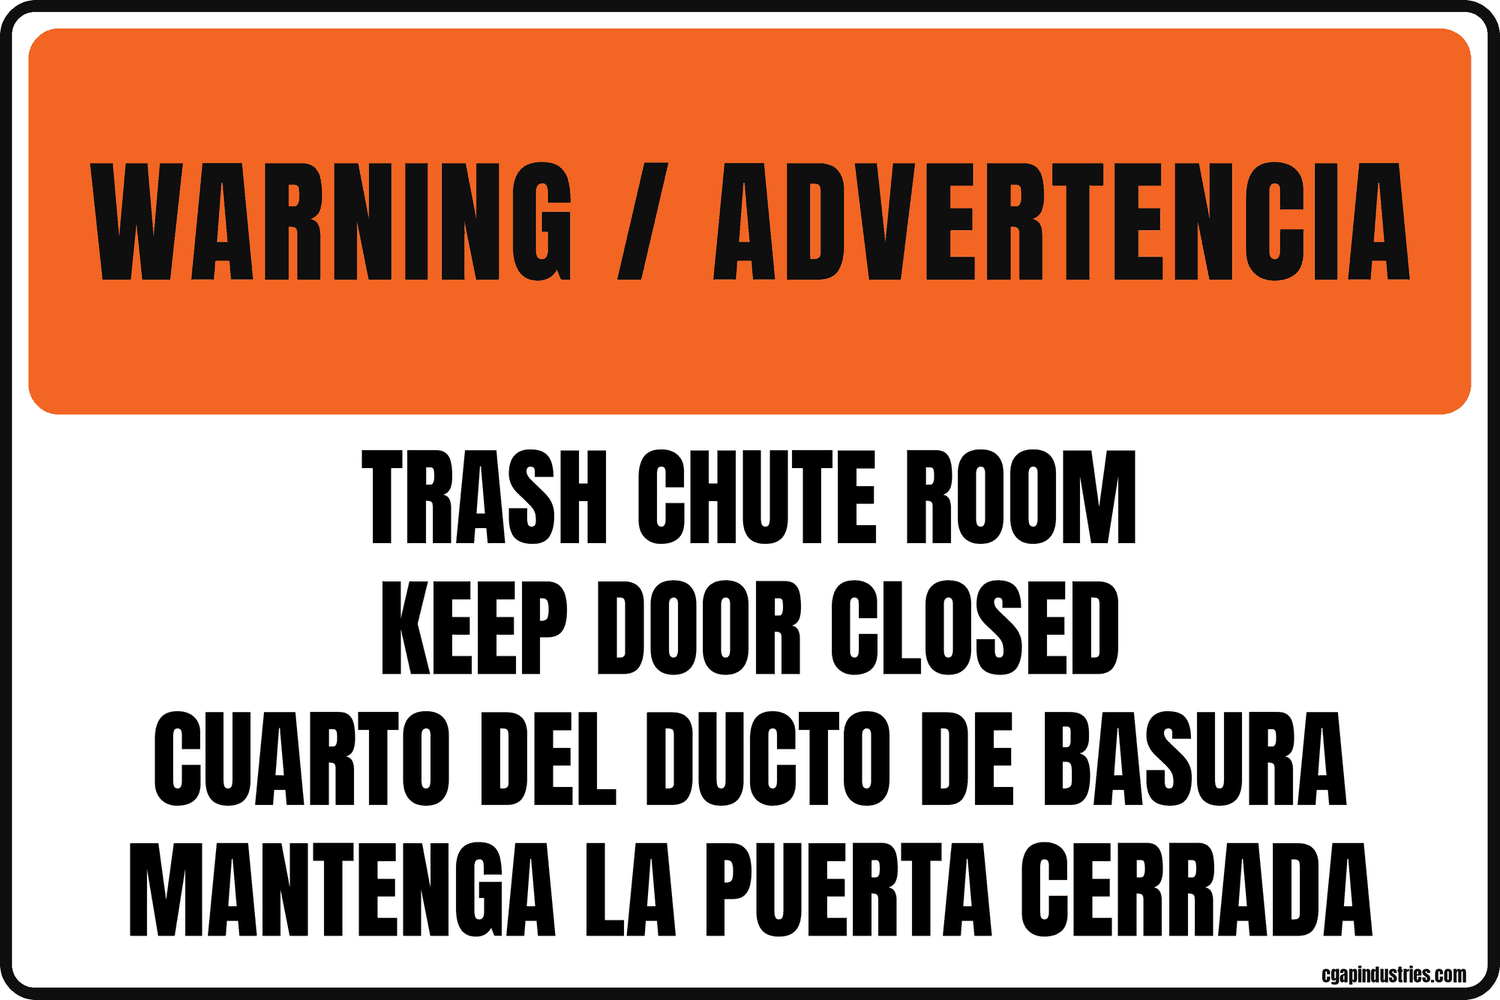 WARNING / ADVERTENCIA
TRASH CHUTE ROOM
KEEP DOOR CLOSED
CUARTO DEL DUCTO DE BASURA
MANTENGA LA PUERTA CERRADA
cgapindustries.com